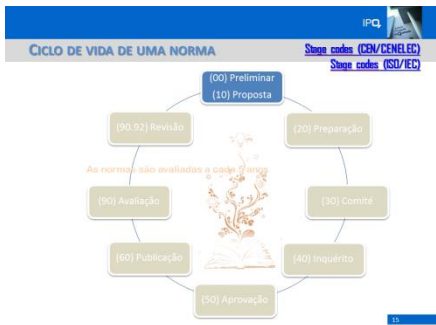 IPQ
CICLO DE VIDA DE UMA NORMA
Stage codes (CEN/CENELEC)
Stage codes (ISO/IEC)
(00) Preliminar
(10) Proposta
(90.92) Revisão
(20) Preparação
As normas são avaliadas a cada 5 anos
(90) Avaliação
(30) Comité
(60) Publicação
(40) Inquérito
(50) Aprovação
15